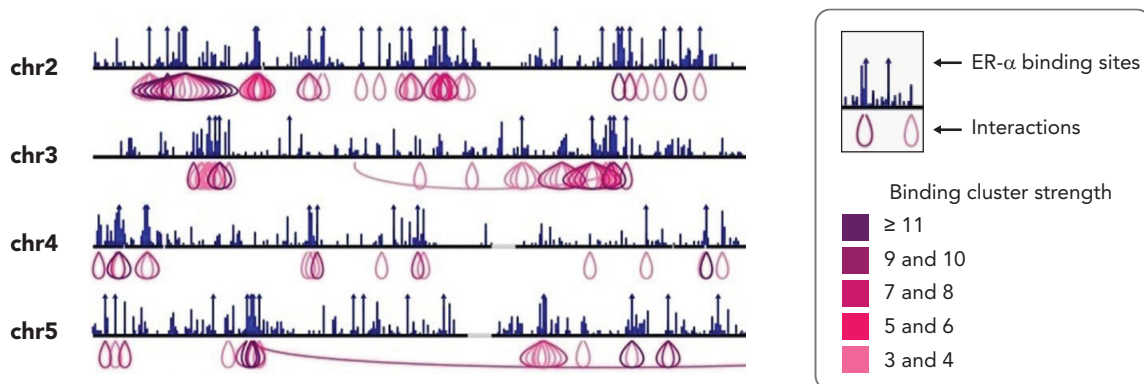 chr2
chr3
chr4
chr5
ER-α binding sites
Interactions
Binding cluster strength
≥ 11
9 and 10
7 and 8
5 and 6
3 and 4